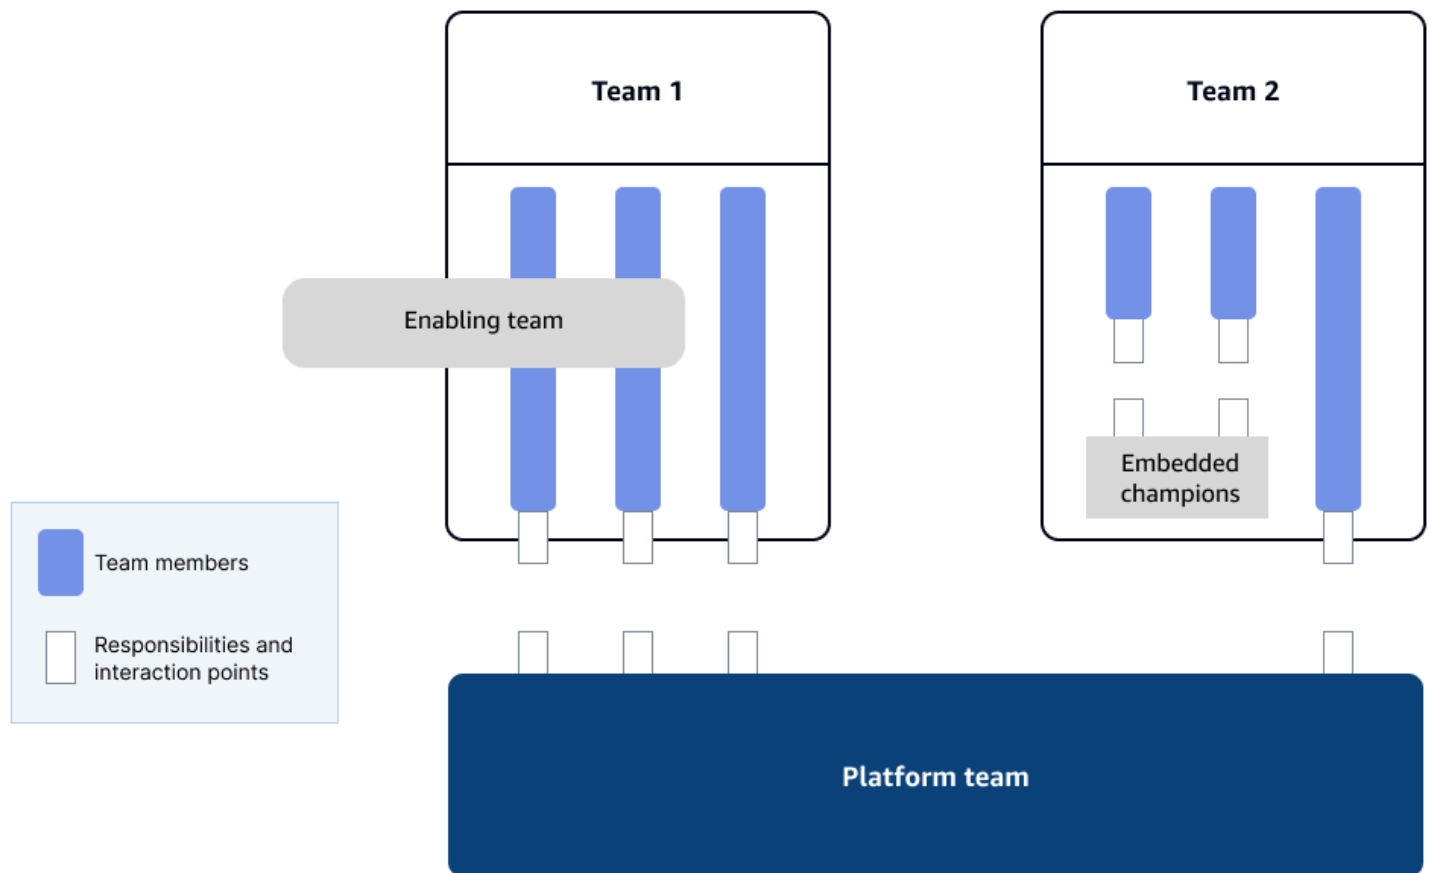 Team 1
Team 2
Enabling team
Embedded
champions
Team members
Responsibilities and
interaction points
Platform team